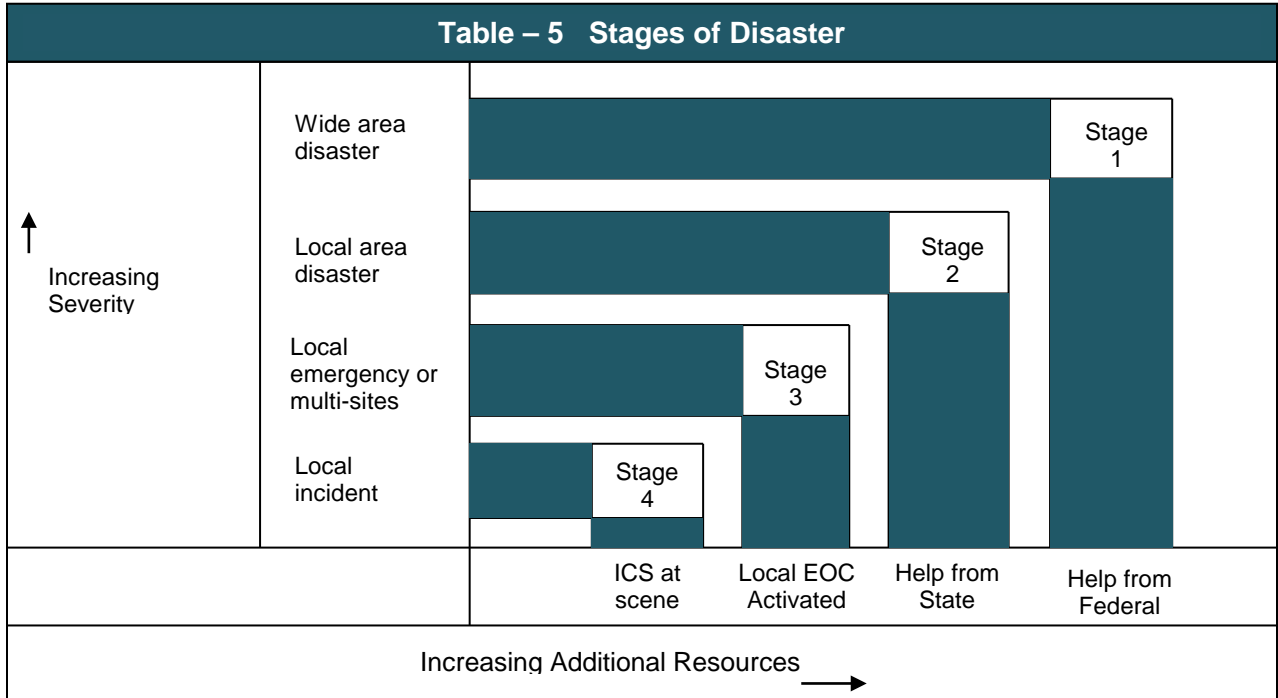 Table – 5 Stages of Disaster
Wide area
disaster
Stage
1
Local area
disaster
Stage
2
Increasing
Severity
Local
emergency or
multi-sites
Stage
3
Local
incident
Stage
4
ICS at
scene
Local EOC
Activated
Help from
State
Help from
Federal
Increasing Additional Resources